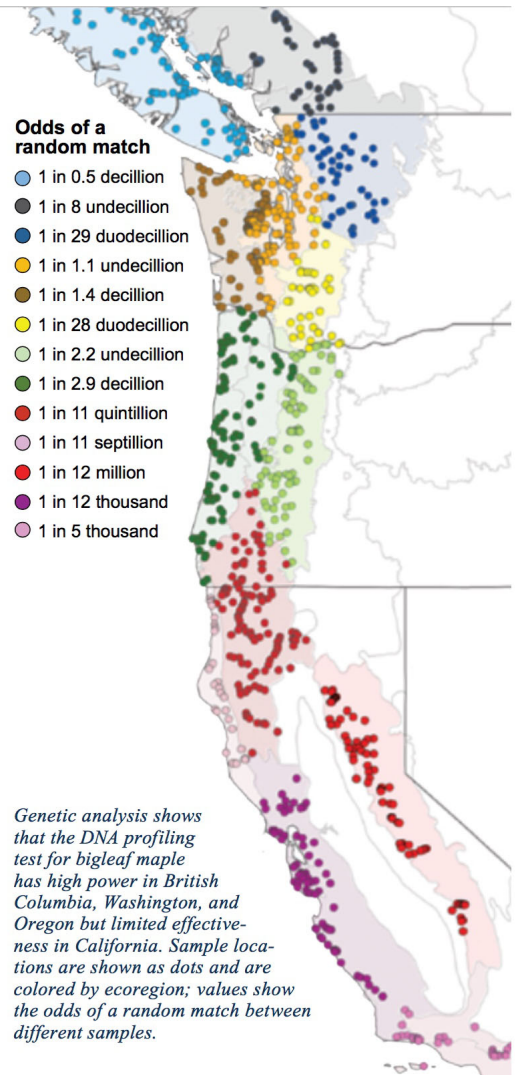 Odds of a
random match
1 in 0.5 decillion
1 in 8 undecillion
1 in 29 duodecillion
1 in 1.1 undecillion
1 in 1.4 decillion
1 in 28 duodecillion
1 in 2.2 undecillion
1 in 2.9 decillion
1 in 11 quintillion
1 in 11 septillion
1 in 12 million
1 in 12 thousand
1 in 5 thousand
Genetic analysis shows
that the DNA profiling
test for bigleaf maple
has high power in British
Columbia, Washington, and
Oregon but limited effective-
ness in California. Sample loca-
tions are shown as dots and are
colored by ecoregion; values show
the odds of a random match between
different samples.